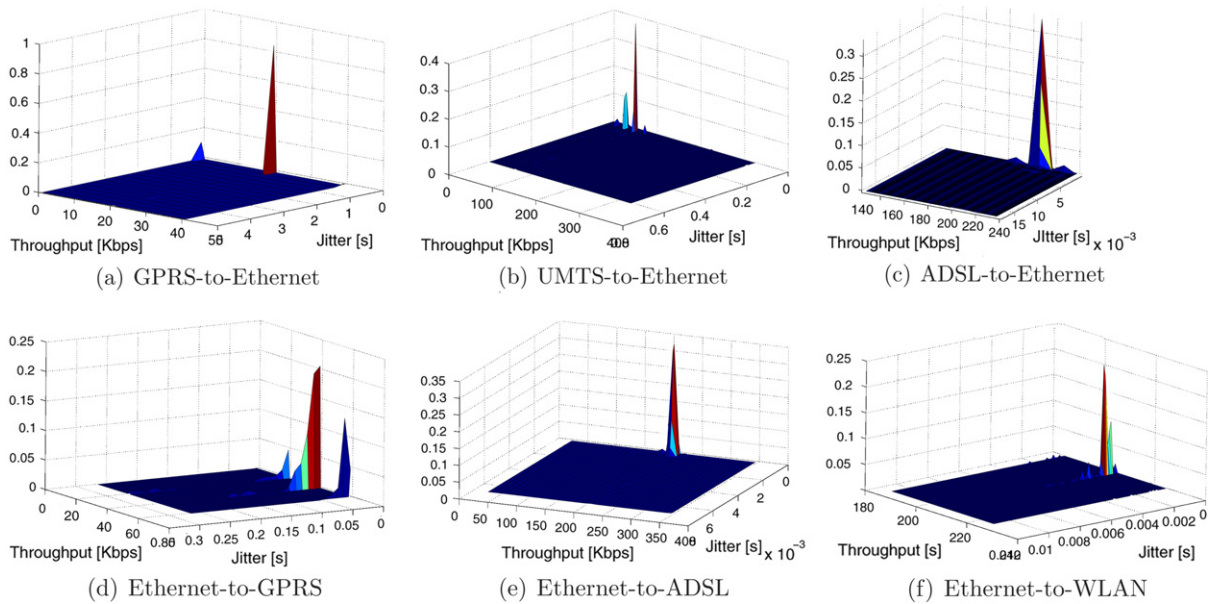 1
0.8
0.6
0.4
0.2
0
0 10 20 30 40 50
4 3 2 1 0
Throughput [Kbps] Jitter [s]
(a) GPRS-to-Ethernet
0.4
0.3
0.2
0.1
0
100 200 300
0.6 0.4 0.2 0
Throughput [Kbps] Jitter [s]
(b) UMTS-to-Ethernet
0.3
0.25
0.2
0.15
0.1
0.05
0
140 160 180 200 220 240
15 10 5
Throughput [Kbps] JItter [s] x 10⁻³
(c) ADSL-to-Ethernet
0.25
0.2
0.15
0.1
0.05
0
0 20 40 60
0.3 0.25 0.2 0.15 0.1 0.05 0
Throughput [Kbps] Jitter [s]
(d) Ethernet-to-GPRS
0.35
0.3
0.25
0.2
0.15
0.1
0.05
0
0 50 100 150 200 250 300 350 400
6 4 2 0
Throughput [Kbps] Jitter [s] x 10⁻³
(e) Ethernet-to-ADSL
0.25
0.2
0.15
0.1
0.05
180 200 220
0.01 0.008 0.006 0.004 0.002 0
Throughput [s] Jitter [s]
(f) Ethernet-to-WLAN